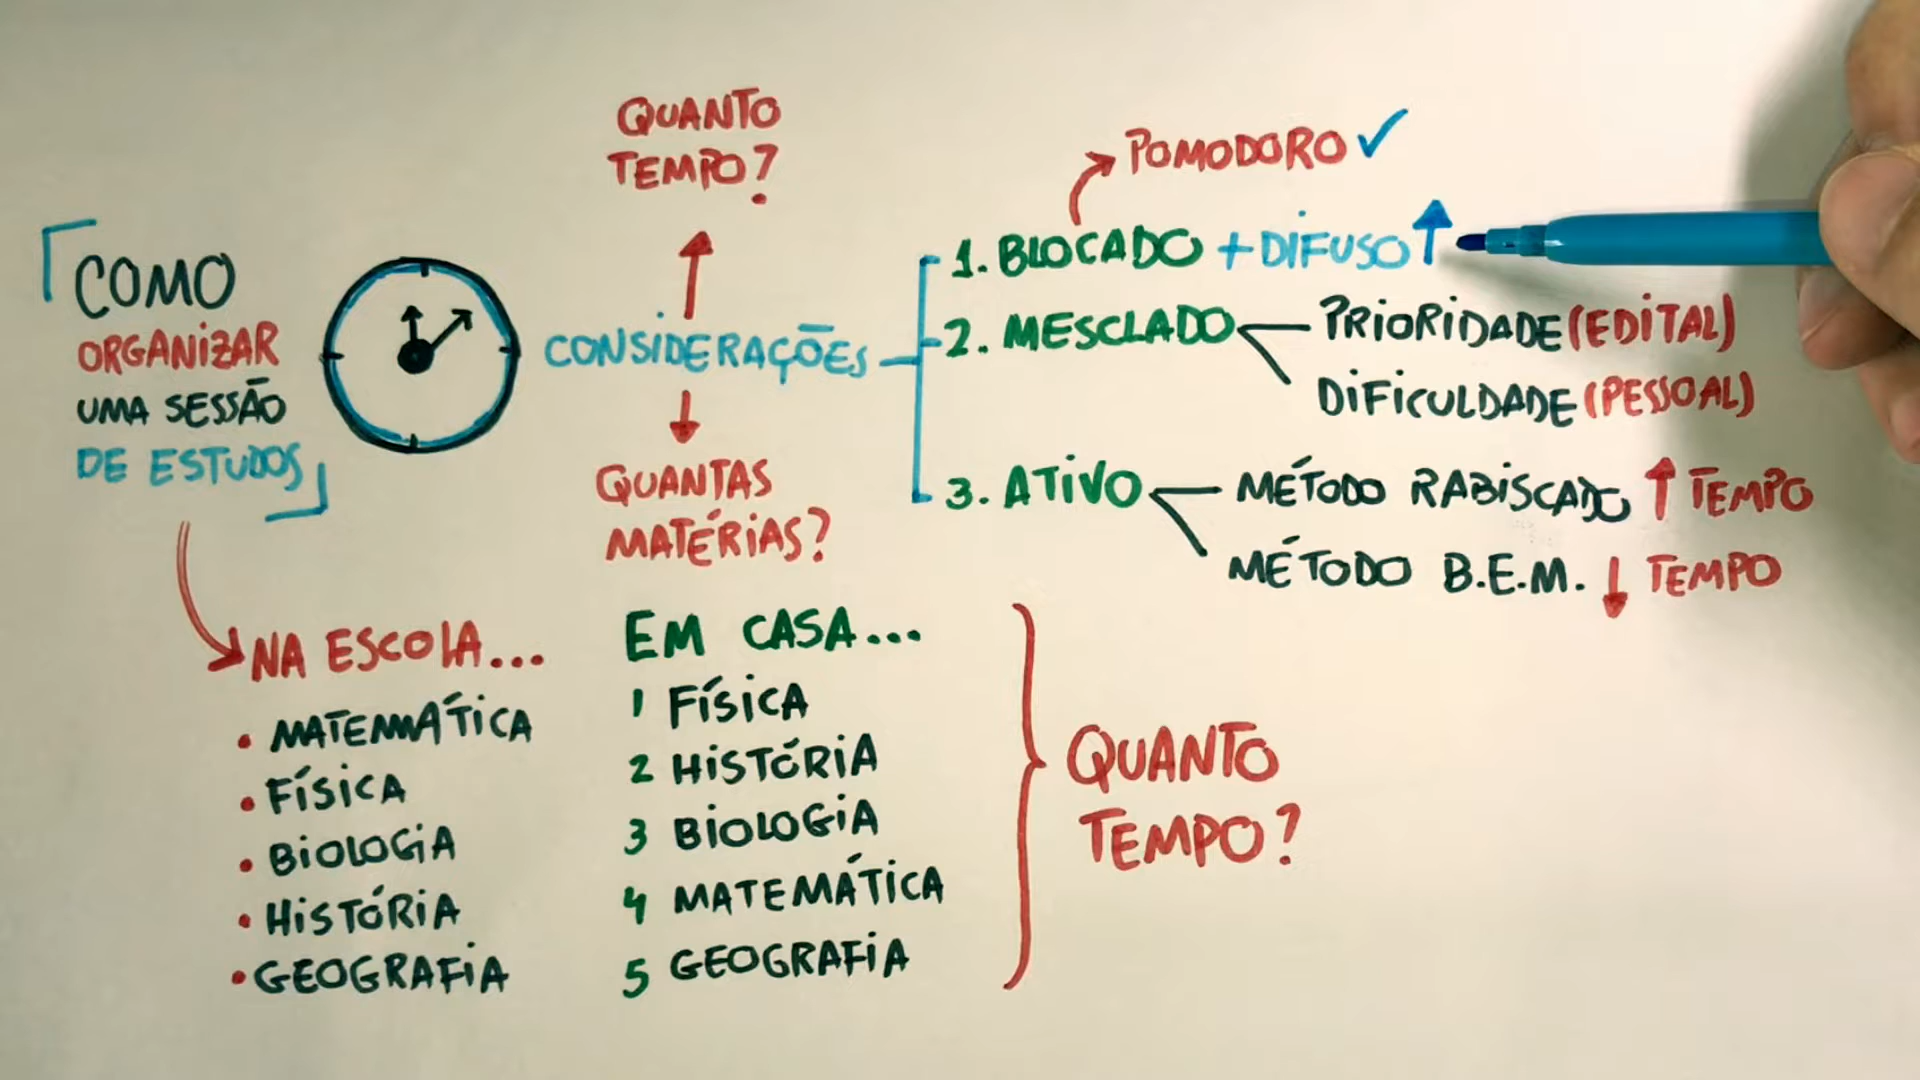 COMO
ORGANIZAR
UMA SESSÃO
DE ESTUDOS
QUANTO
TEMPO?
CONSIDERAÇÕES
QUANTAS
MATÉRIAS?
POMODORO ✓
1. BLOCADO + DIFUSO ↑
2. MESCLADO
PRIORIDADE (EDITAL)
DIFICULDADE (PESSOAL)
3. ATIVO
MÉTODO RABISCADO ↑ TEMPO
MÉTODO B.E.M. ↓ TEMPO
NA ESCOLA...
• MATEMÁTICA
• FÍSICA
• BIOLOGIA
• HISTÓRIA
• GEOGRAFIA
EM CASA...
1 FÍSICA
2 HISTÓRIA
3 BIOLOGIA
4 MATEMÁTICA
5 GEOGRAFIA
QUANTO
TEMPO?